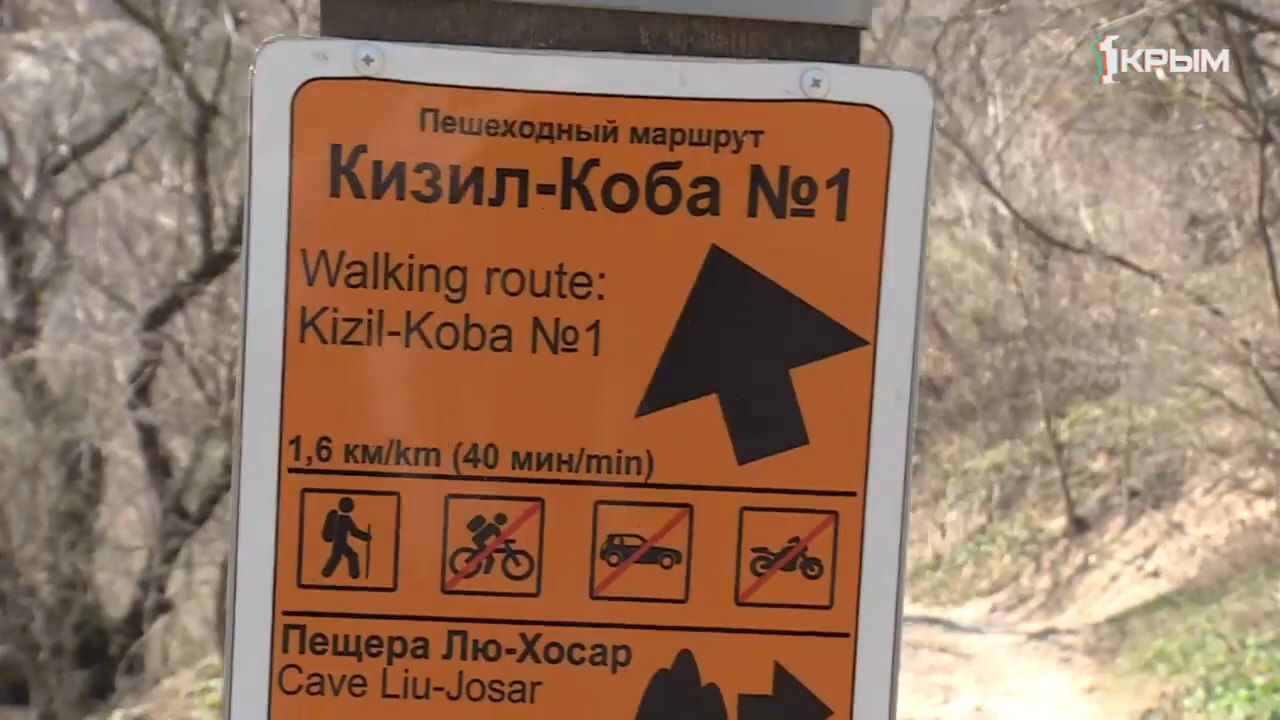 1КРЫМ
Пешеходный маршрут
Кизил-Коба №1
Walking route:
Kizil-Koba №1
1,6 км/km (40 мин/min)
Пещера Лю-Хосар
Cave Liu-Josar